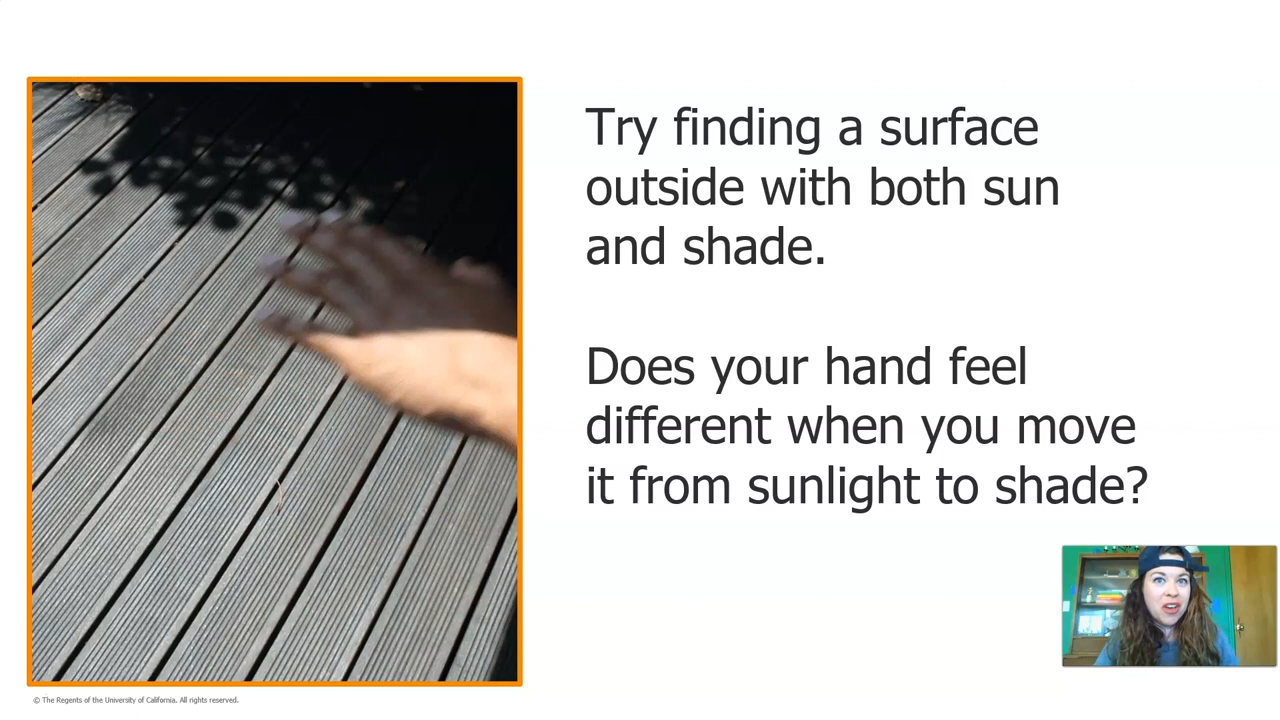 Try finding a surface
outside with both sun
and shade.
Does your hand feel
different when you move
it from sunlight to shade?
© The Regents of the University of California. All rights reserved.